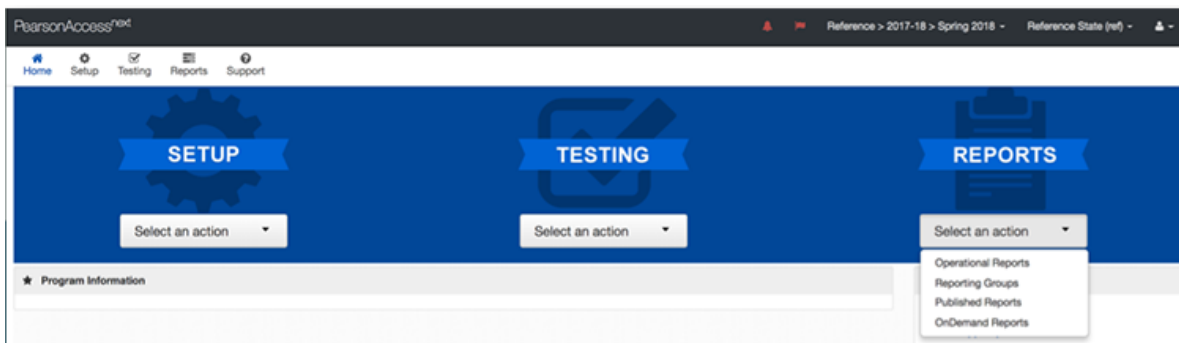 PearsonAccessnext
Reference > 2017-18 > Spring 2018
Reference State (ref)
Home
Setup
Testing
Reports
Support
SETUP
TESTING
REPORTS
Select an action
Select an action
Select an action
Operational Reports
Reporting Groups
Published Reports
OnDemand Reports
Program Information